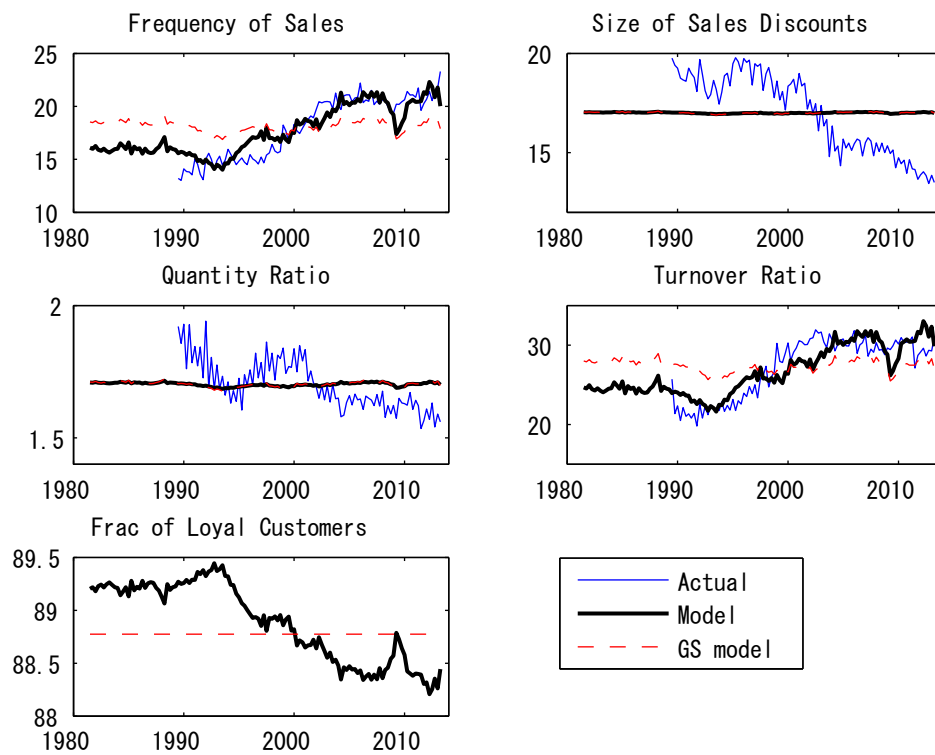 Frequency of Sales
25
20
15
10
1980 1990 2000 2010
Size of Sales Discounts
20
15
1980 1990 2000 2010
Quantity Ratio
2
1.5
1980 1990 2000 2010
Turnover Ratio
30
20
1980 1990 2000 2010
Frac of Loyal Customers
89.5
89
88.5
88
1980 1990 2000 2010
Actual
Model
GS model